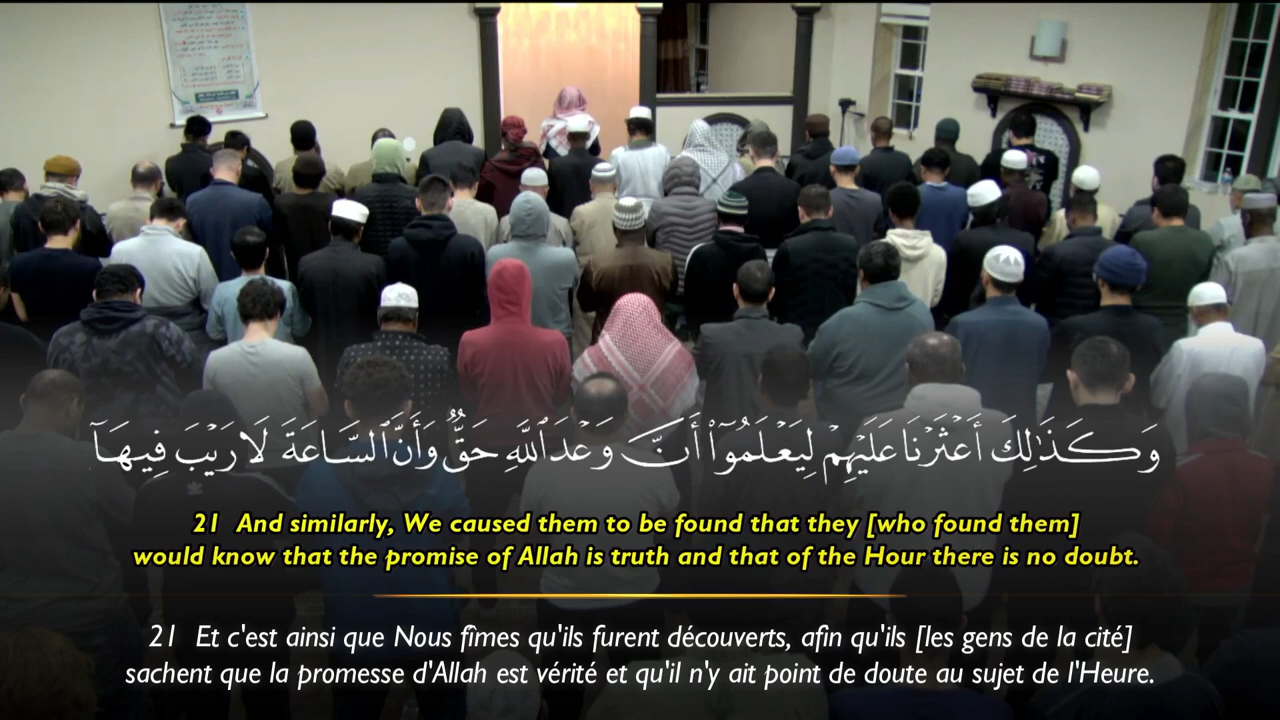 وَكَذَٰلِكَ أَعْثَرْنَا عَلَيْهِمْ لِيَعْلَمُوٓا۟ أَنَّ وَعْدَ ٱللَّهِ حَقٌّ وَأَنَّ ٱلسَّاعَةَ لَا رَيْبَ فِيهَآ
21 And similarly, We caused them to be found that they [who found them]
would know that the promise of Allah is truth and that of the Hour there is no doubt.
21 Et c'est ainsi que Nous fîmes qu'ils furent découverts, afin qu'ils [les gens de la cité]
sachent que la promesse d'Allah est vérité et qu'il n'y ait point de doute au sujet de l'Heure.